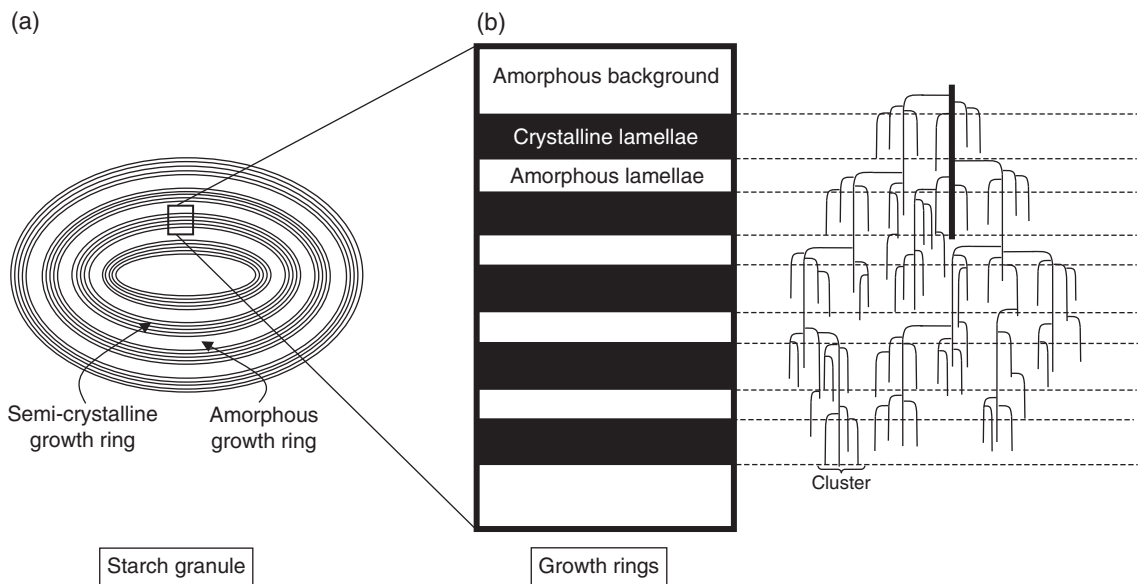 (a)
(b)
Amorphous background
Crystalline lamellae
Amorphous lamellae
Semi-crystalline
growth ring
Amorphous
growth ring
Cluster
Starch granule
Growth rings